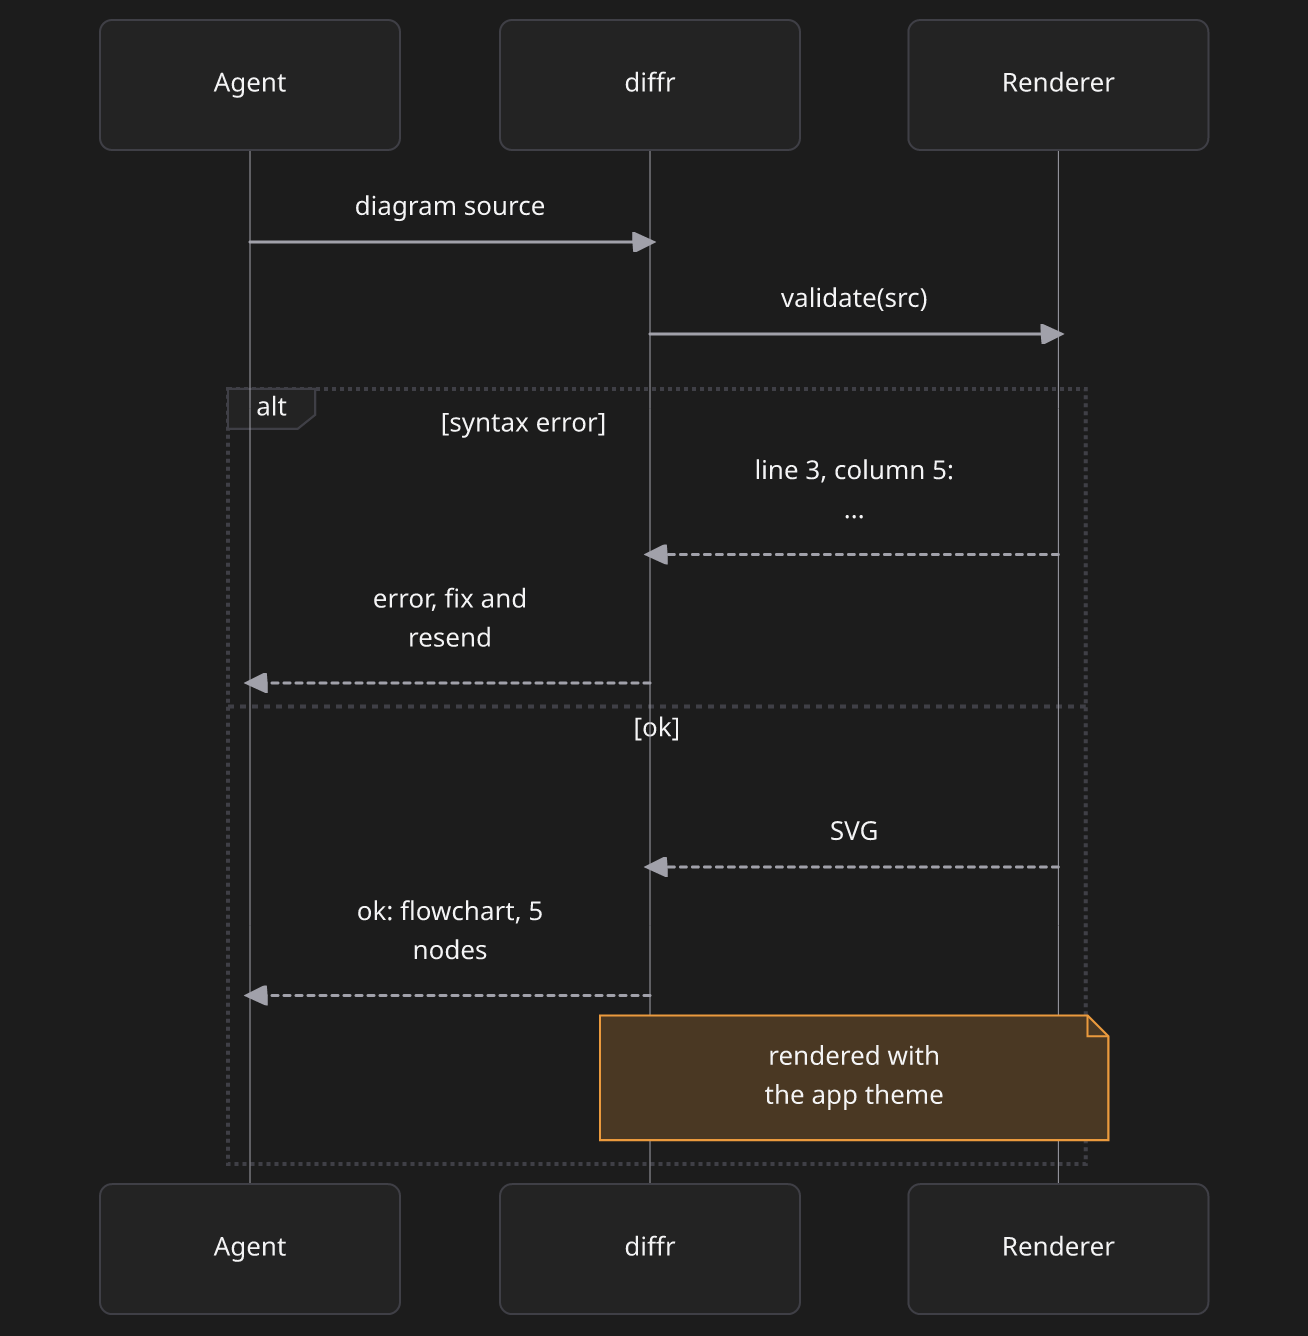 Agent
diffr
Renderer
diagram source
validate(src)
alt
[syntax error]
line 3, column 5:
...
error, fix and
resend
[ok]
SVG
ok: flowchart, 5
nodes
rendered with
the app theme
Agent
diffr
Renderer